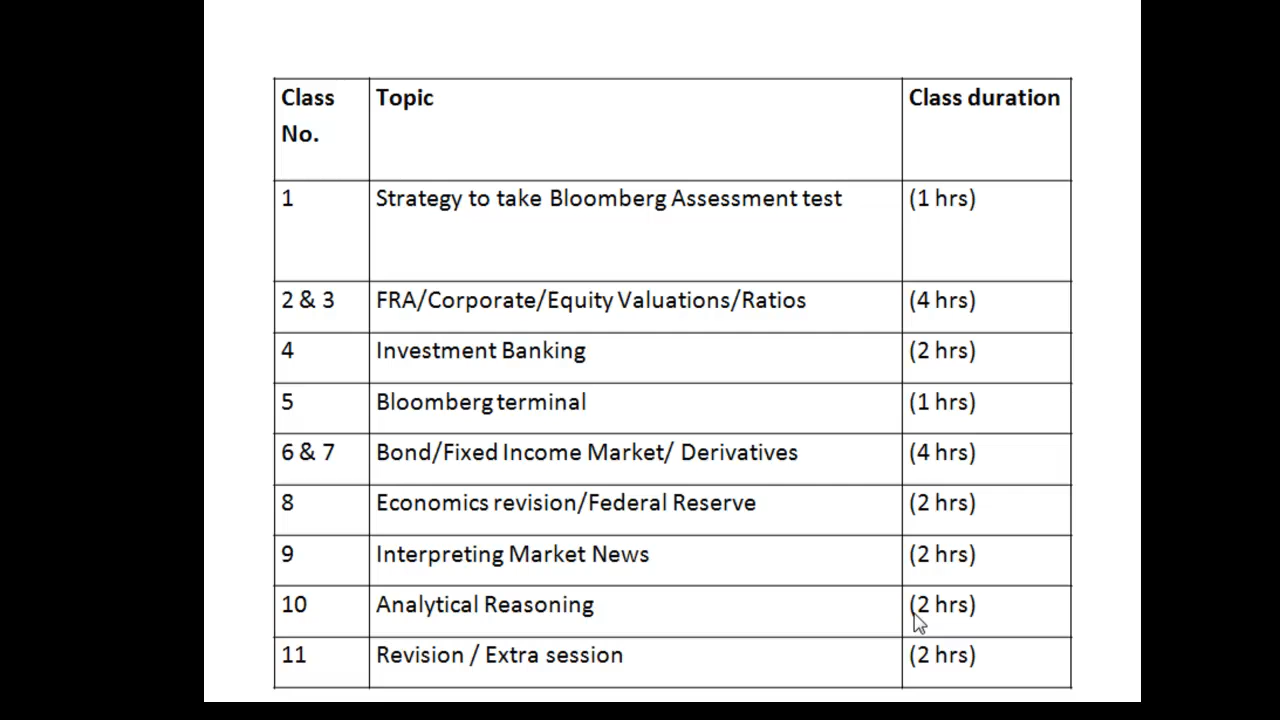 Class No. Topic Class duration
1 Strategy to take Bloomberg Assessment test (1 hrs)
2 & 3 FRA/Corporate/Equity Valuations/Ratios (4 hrs)
4 Investment Banking (2 hrs)
5 Bloomberg terminal (1 hrs)
6 & 7 Bond/Fixed Income Market/ Derivatives (4 hrs)
8 Economics revision/Federal Reserve (2 hrs)
9 Interpreting Market News (2 hrs)
10 Analytical Reasoning (2 hrs)
11 Revision / Extra session (2 hrs)